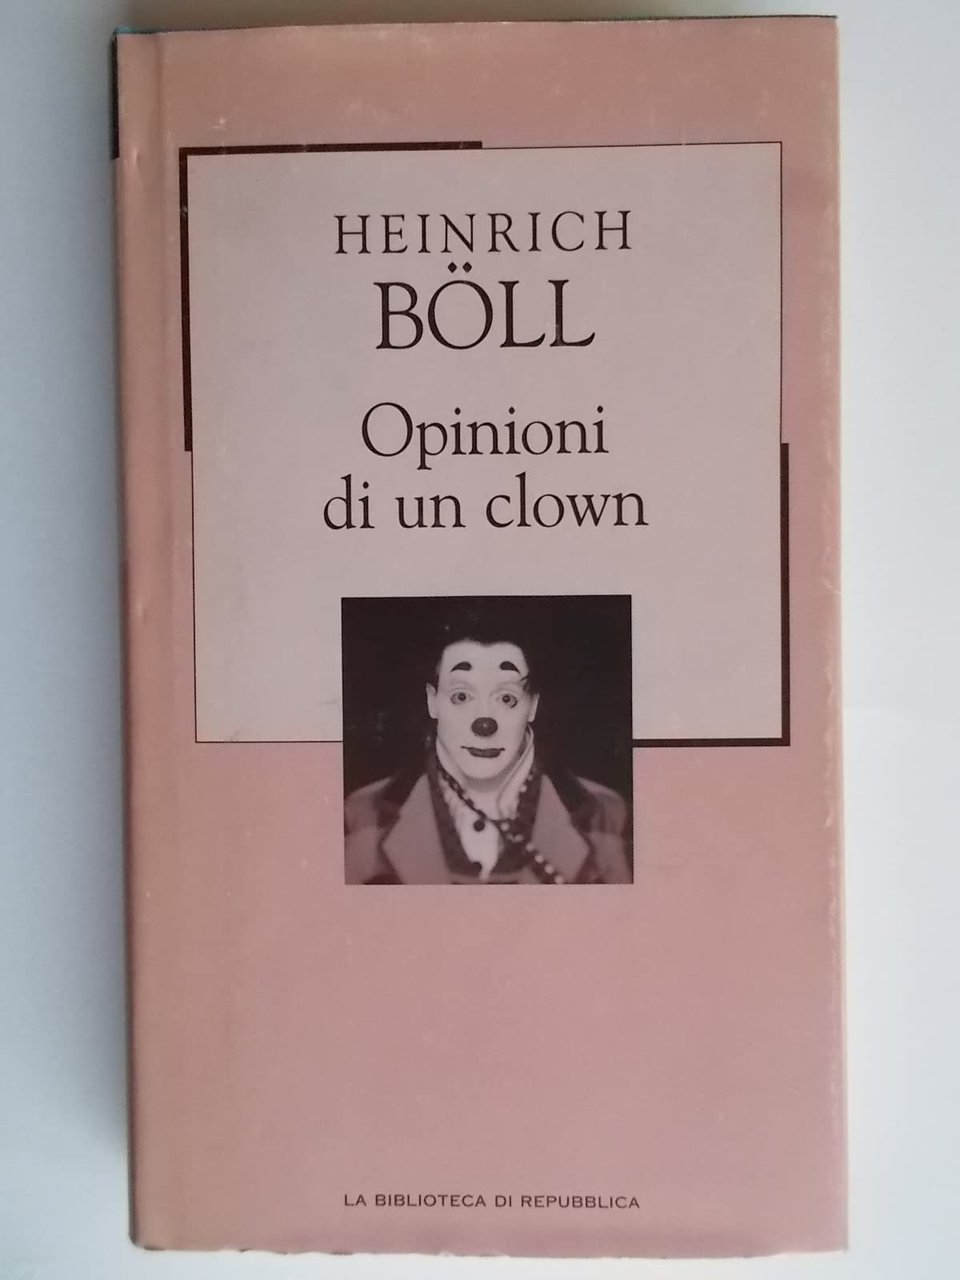 HEINRICH
BÖLL
Opinioni
di un clown
LA BIBLIOTECA DI REPUBBLICA